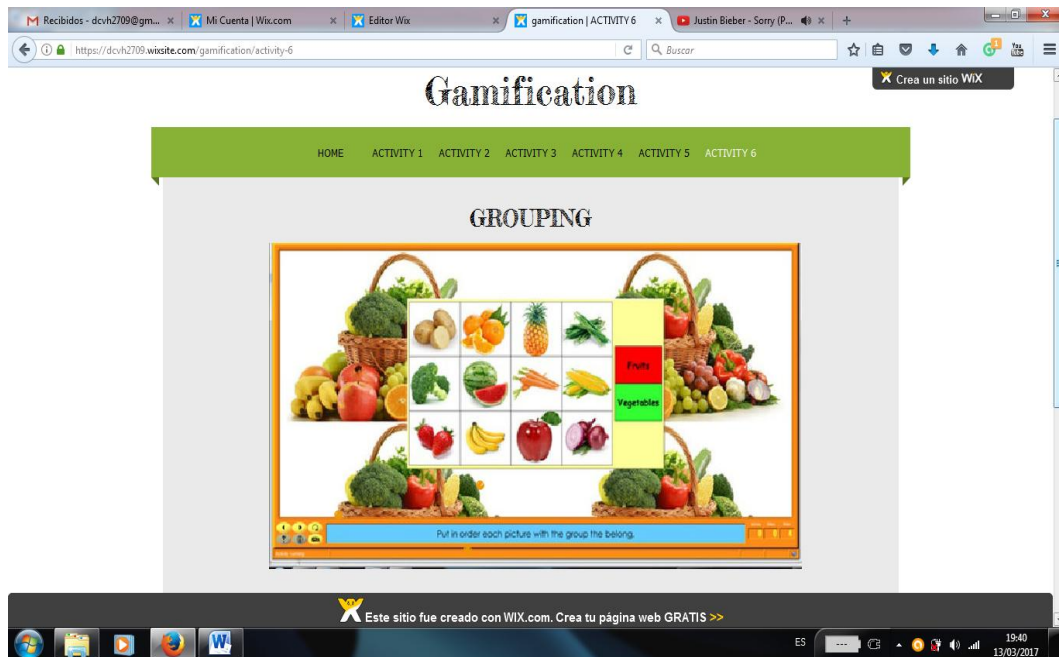 Recibidos - dcvh2709@gm...
Mi Cuenta | Wix.com
Editor Wix
gamification | ACTIVITY 6
Justin Bieber - Sorry (P...
https://dcvh2709.wixsite.com/gamification/activity-6
Buscar
You
Crea un sitio WiX
Gamification
HOME ACTIVITY 1 ACTIVITY 2 ACTIVITY 3 ACTIVITY 4 ACTIVITY 5 ACTIVITY 6
GROUPING
Fruits
Vegetables
Put in order each picture with the group the belong.
Este sitio fue creado con WIX.com. Crea tu página web GRATIS >>
ES
19:40
13/03/2017